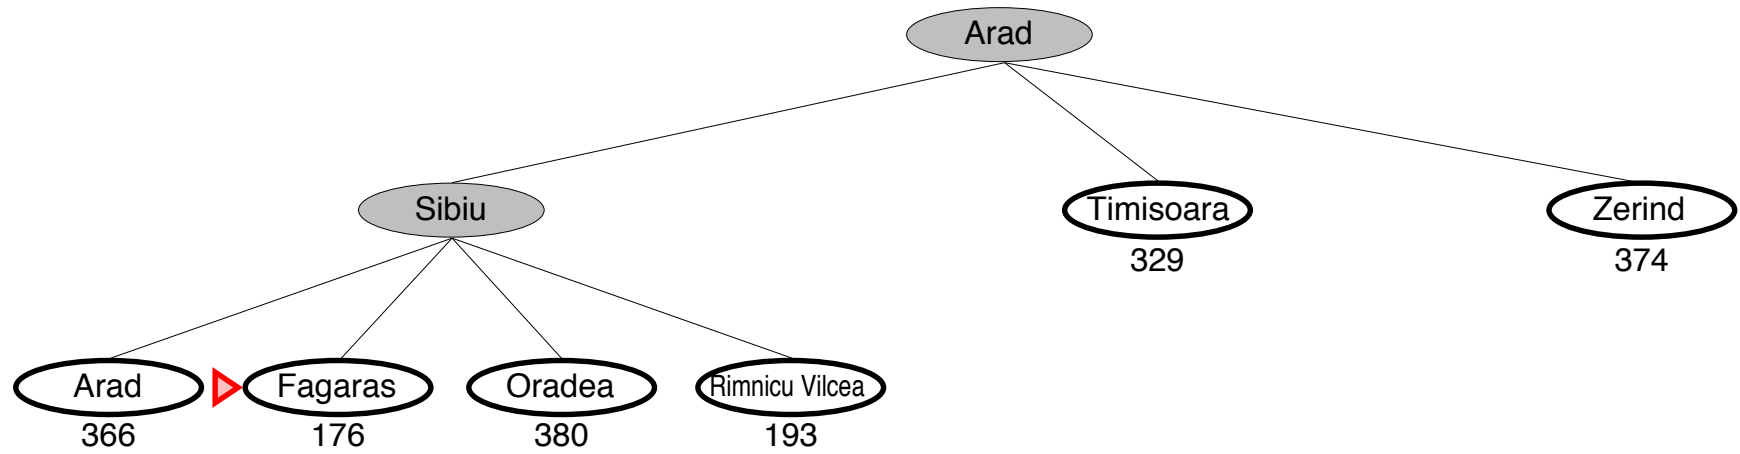 Arad
Sibiu
Timisoara
Zerind
329
374
Arad
Fagaras
Oradea
Rimnicu Vilcea
366
176
380
193